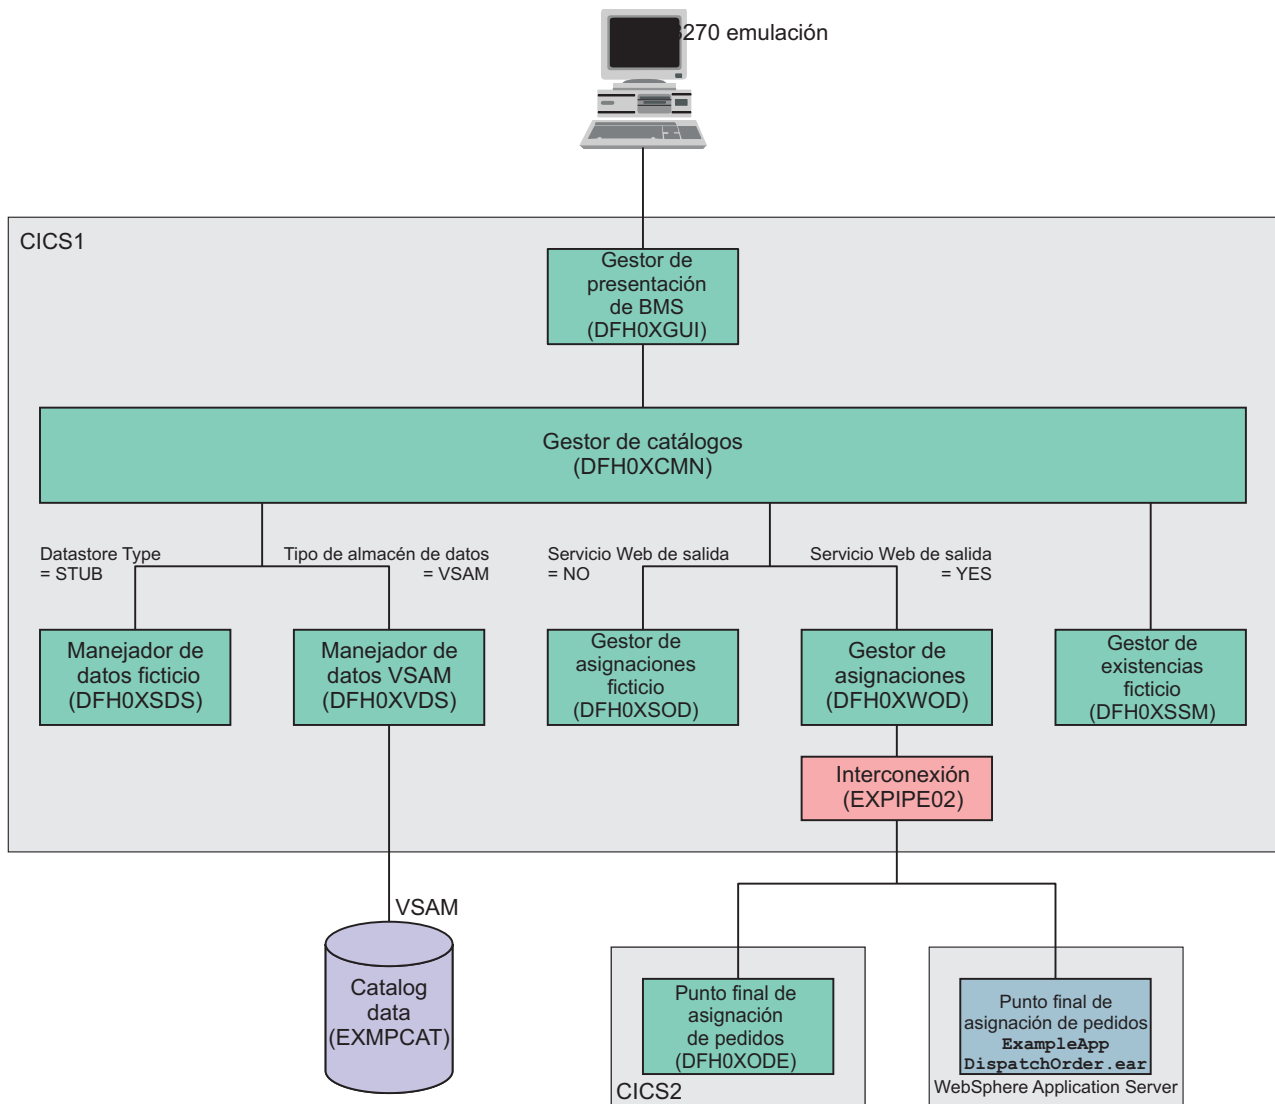 3270 emulación
CICS1
Gestor de
presentación
de BMS
(DFH0XGUI)
Gestor de catálogos
(DFH0XCMN)
Datastore Type
= STUB
Tipo de almacén de datos
= VSAM
Servicio Web de salida
= NO
Servicio Web de salida
= YES
Manejador de
datos ficticio
(DFH0XSDS)
Manejador de
datos VSAM
(DFH0XVDS)
Gestor de
asignaciones
ficticio
(DFH0XSOD)
Gestor de
asignaciones
(DFH0XWOD)
Gestor de
existencias
ficticio
(DFH0XSSM)
Interconexión
(EXPIPE02)
VSAM
Catalog
data
(EXMPCAT)
Punto final de
asignación
de pedidos
(DFH0XODE)
CICS2
Punto final de
asignación de pedidos
ExampleApp
DispatchOrder.ear
WebSphere Application Server